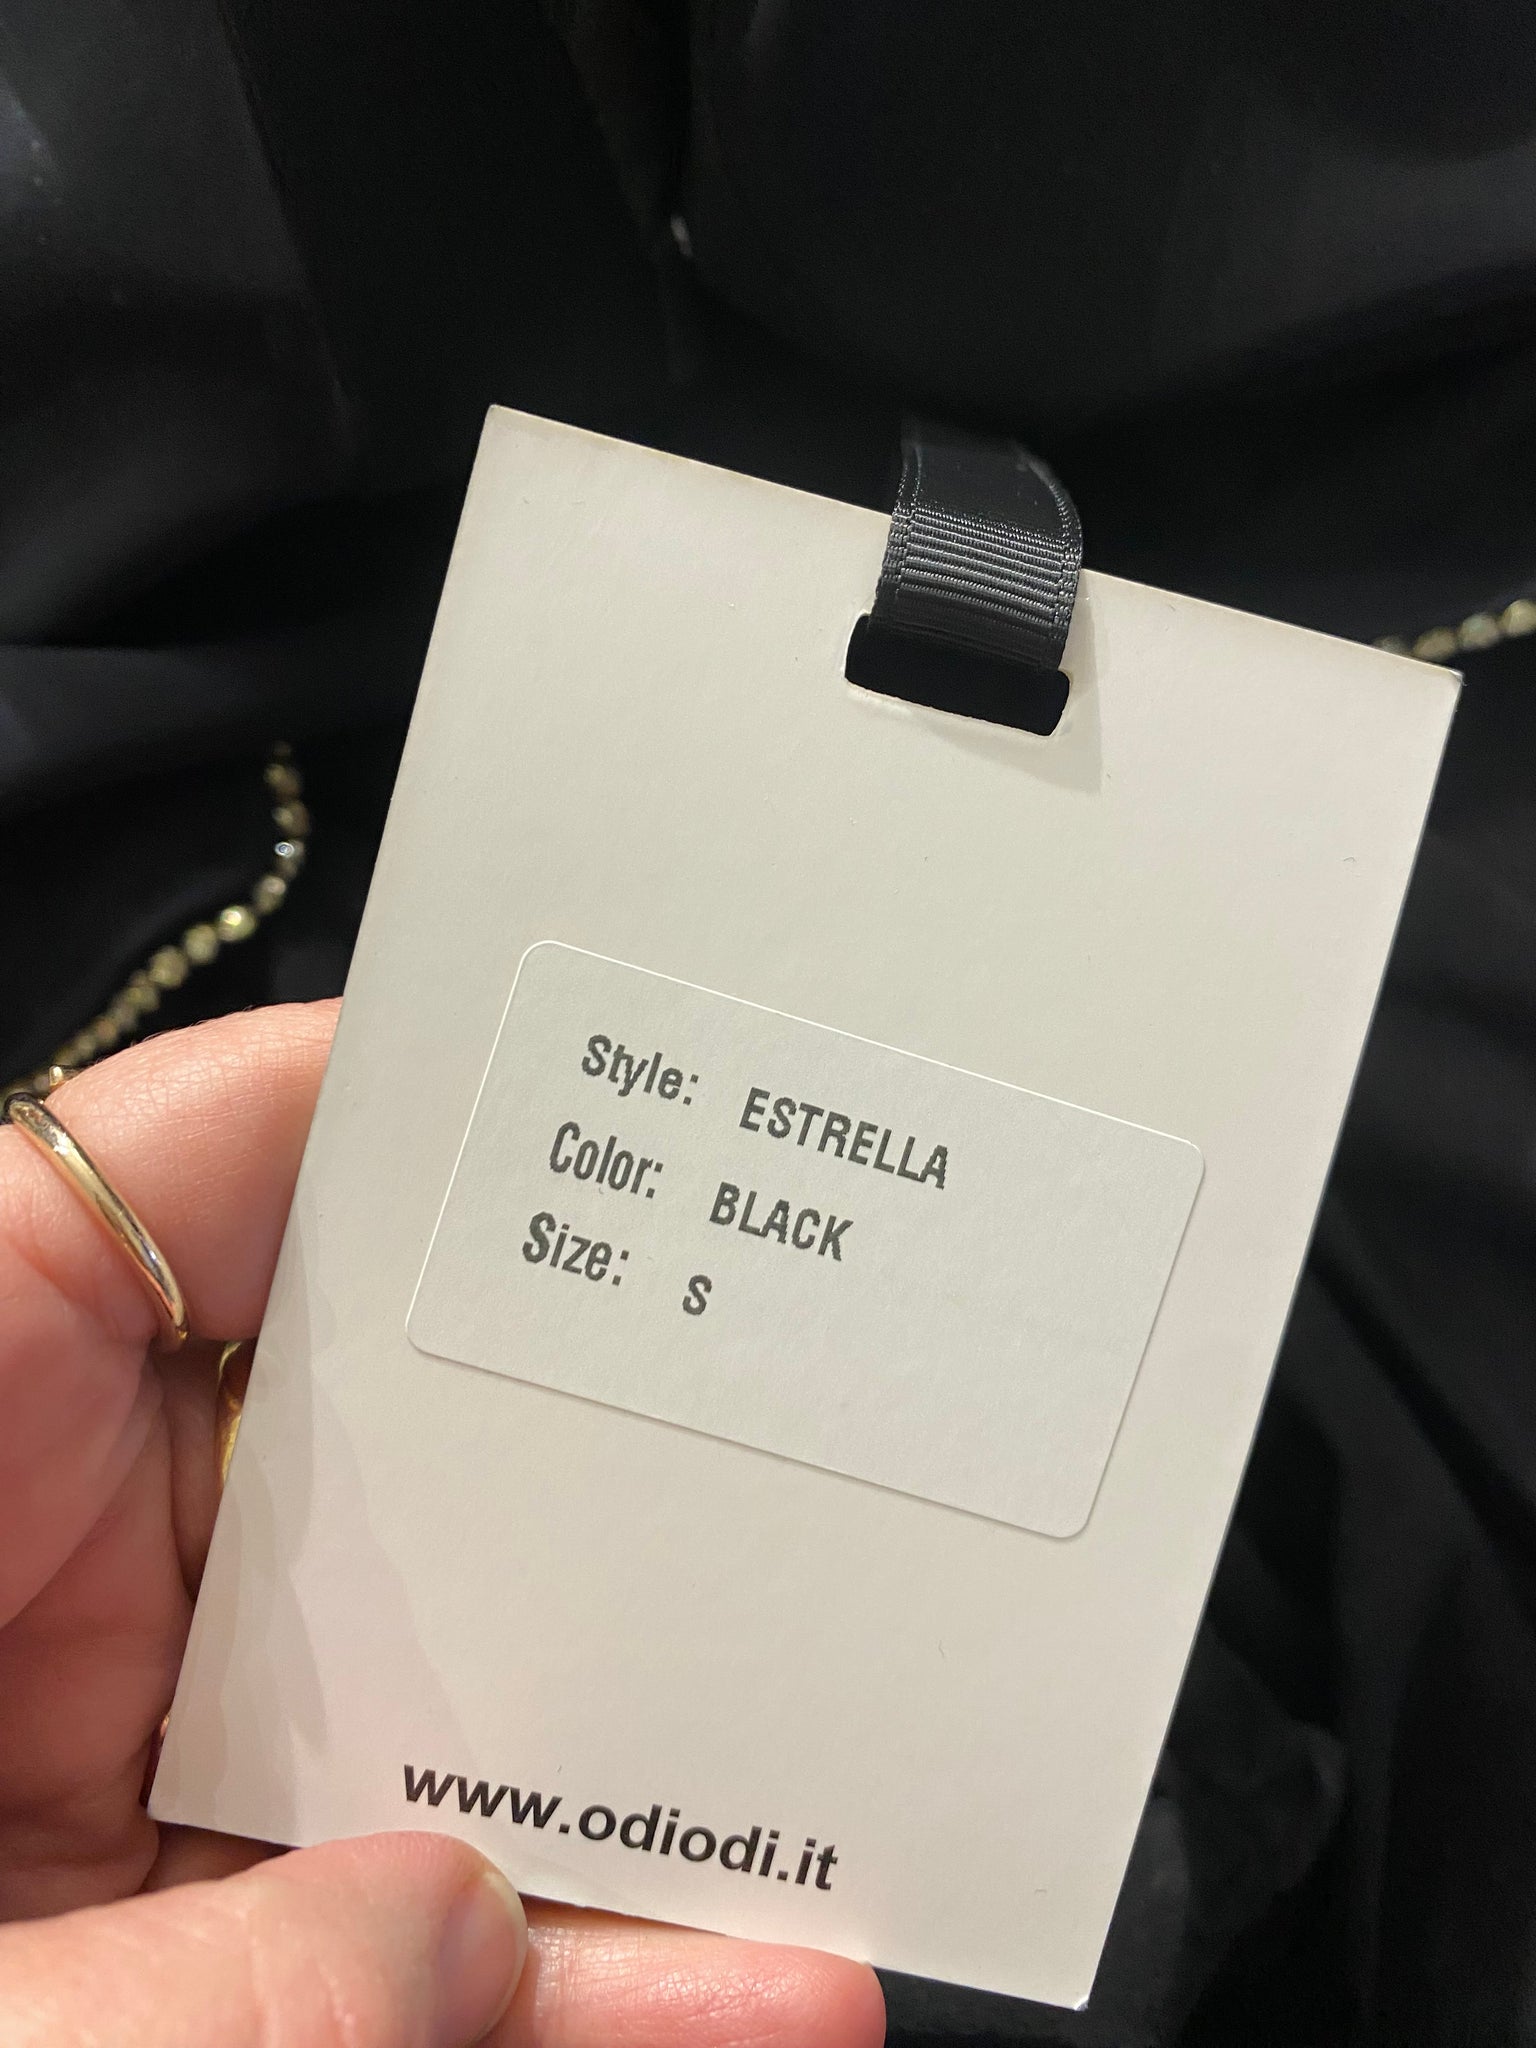 Style: ESTRELLA
Color: BLACK
Size: S
www.odiodi.it